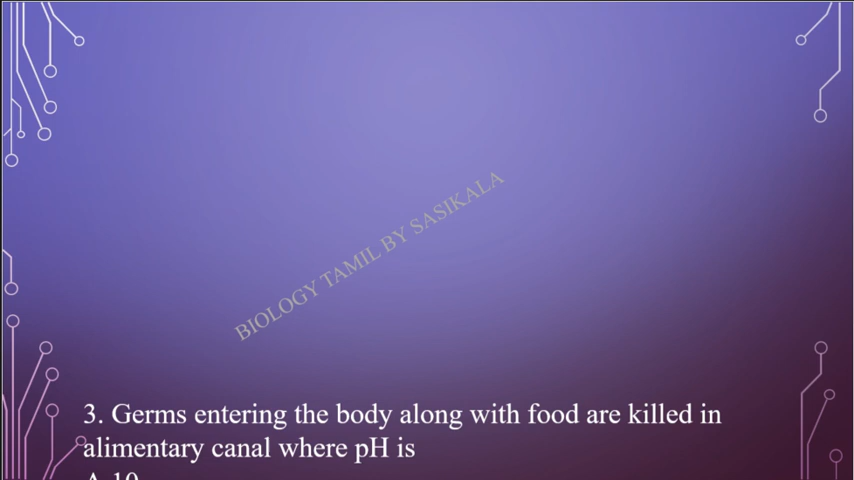 BIOLOGY TAMIL BY SASIKALA
3. Germs entering the body along with food are killed in
alimentary canal where pH is
A.10